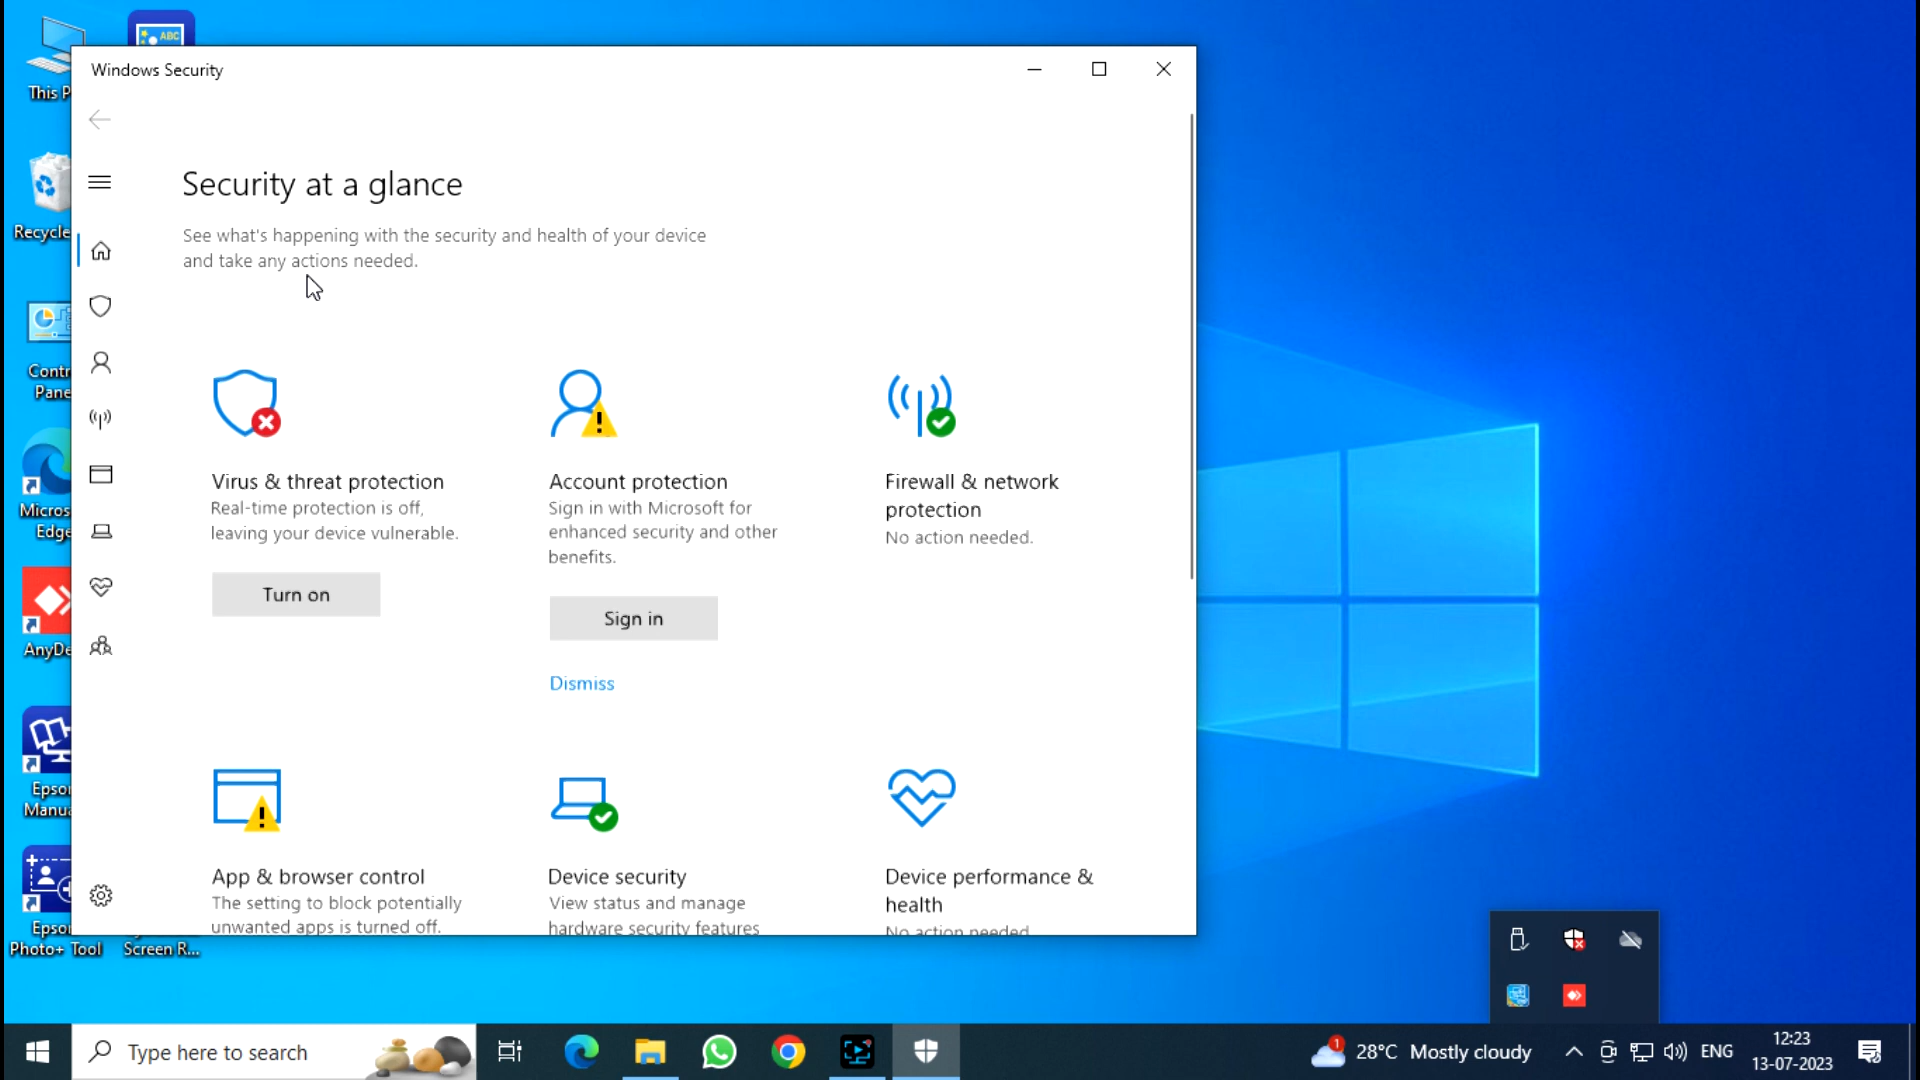 This P
ABC
Recycle
Contr
Pane
Micros
Edge
AnyDe
Epso
Manua
Epso
Photo+ Tool
Screen R...
Windows Security
Security at a glance
See what's happening with the security and health of your device
and take any actions needed.
Virus & threat protection
Real-time protection is off,
leaving your device vulnerable.
Turn on
Account protection
Sign in with Microsoft for
enhanced security and other
benefits.
Sign in
Dismiss
Firewall & network
protection
No action needed.
App & browser control
The setting to block potentially
unwanted apps is turned off.
Device security
View status and manage
hardware security features
Device performance &
health
No action needed
Type here to search
1
28°C Mostly cloudy
ENG
12:23
13-07-2023